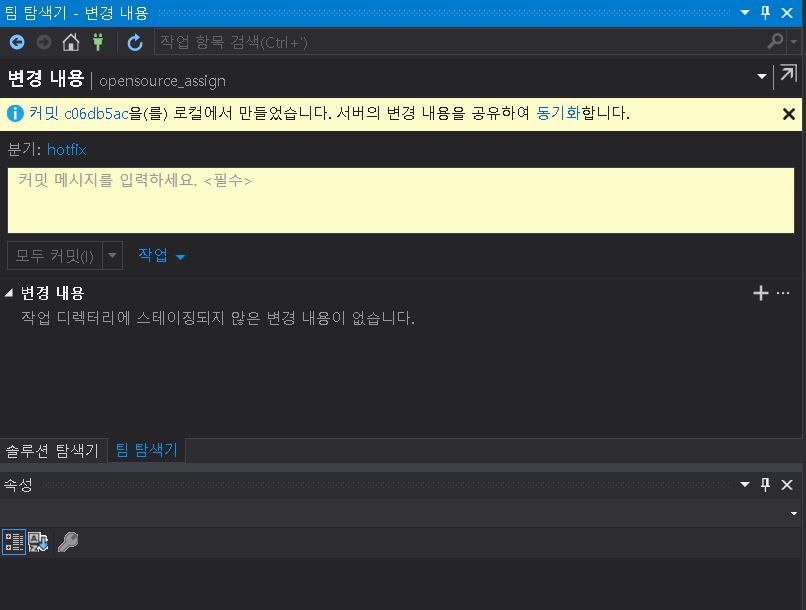 팀 탐색기 - 변경 내용
작업 항목 검색(Ctrl+')
변경 내용 | opensource_assign
커밋 c06db5ac을(를) 로컬에서 만들었습니다. 서버의 변경 내용을 공유하여 동기화합니다.
분기: hotfix
커밋 메시지를 입력하세요. <필수>
모두 커밋(I) 작업
변경 내용
작업 디렉터리에 스테이징되지 않은 변경 내용이 없습니다.
솔루션 탐색기 팀 탐색기
속성